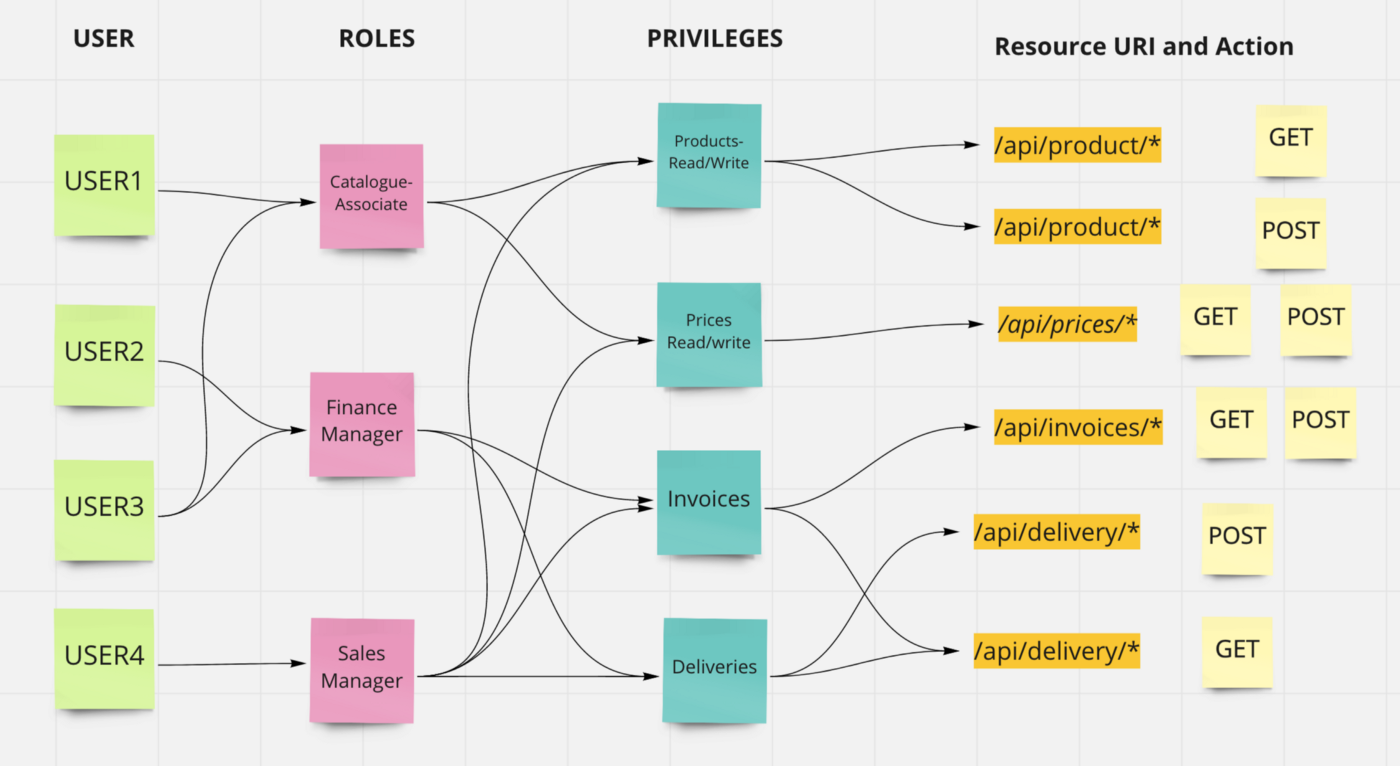 USER
ROLES
PRIVILEGES
Resource URI and Action
USER1
USER2
USER3
USER4
Catalogue-
Associate
Finance
Manager
Sales
Manager
Products-
Read/Write
Prices
Read/write
Invoices
Deliveries
/api/product/*
GET
/api/product/*
POST
/api/prices/*
GET
POST
/api/invoices/*
GET
POST
/api/delivery/*
POST
/api/delivery/*
GET